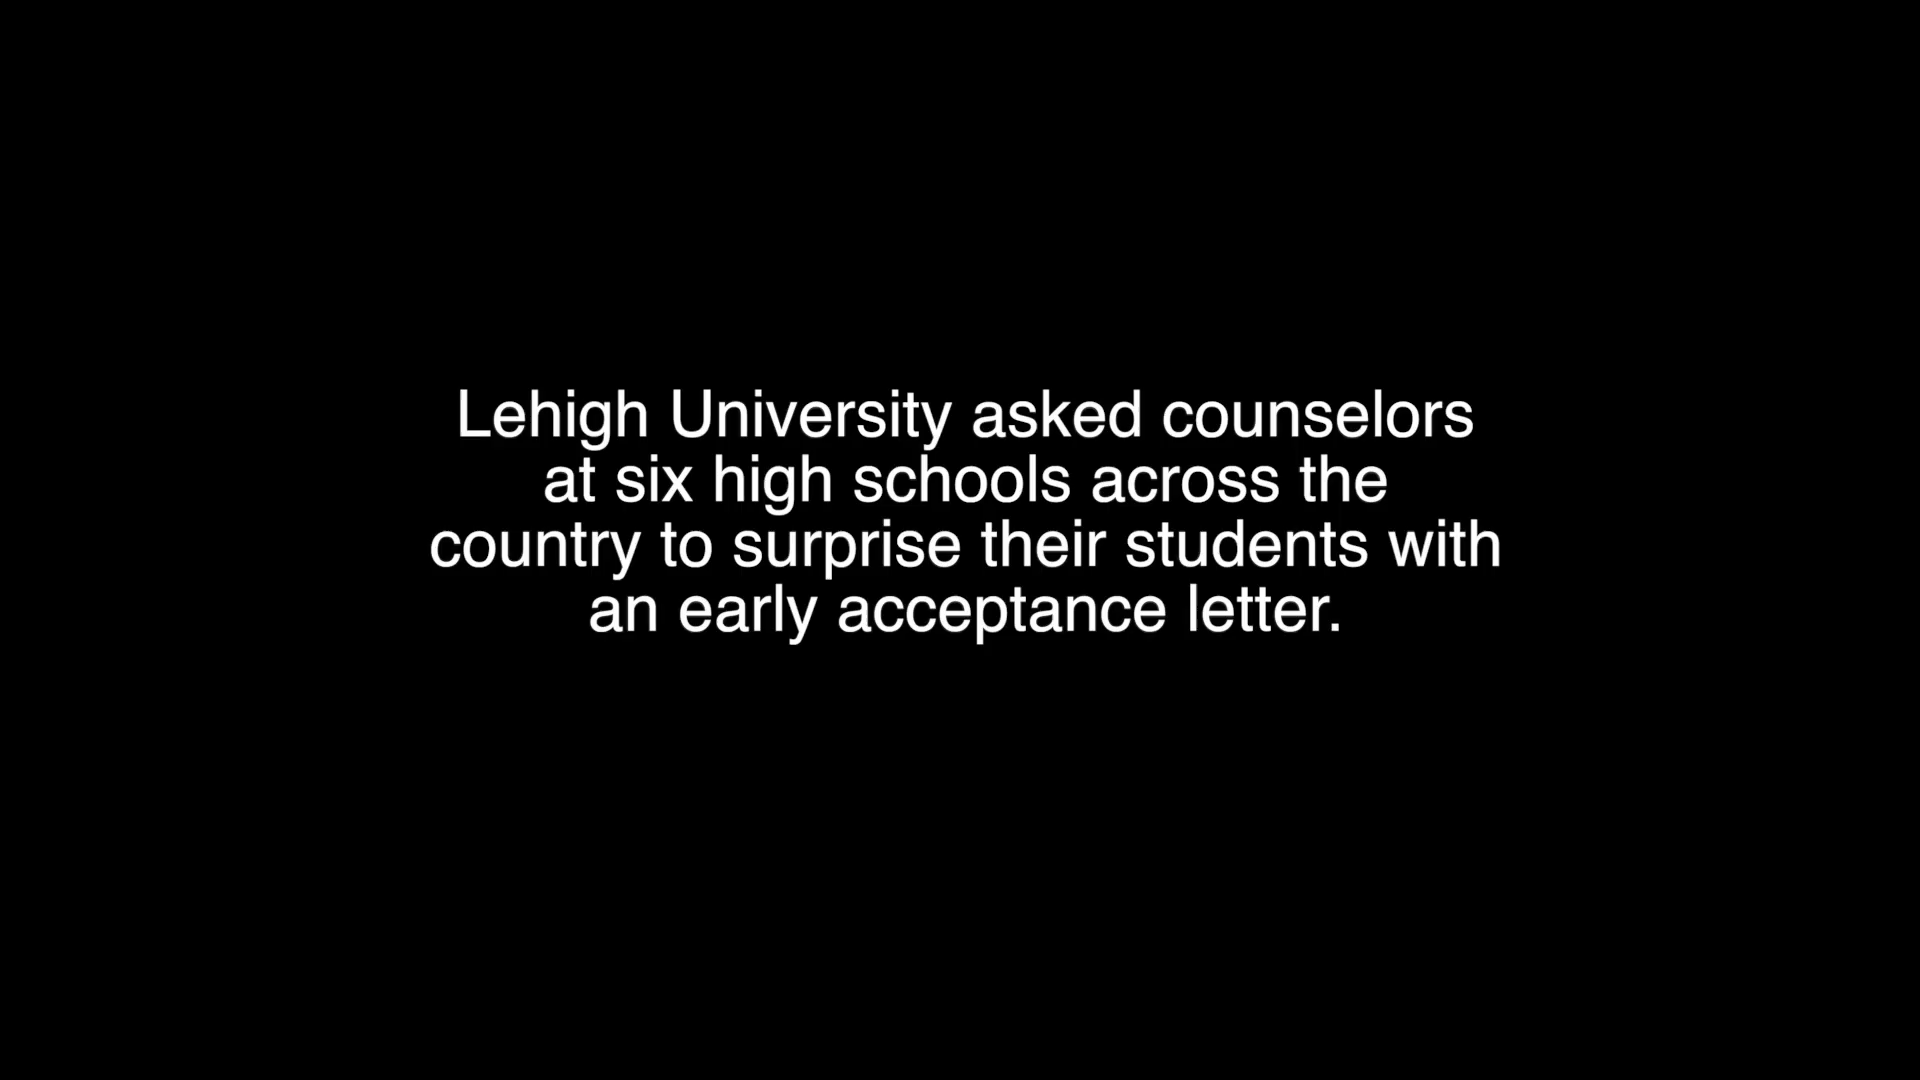 Lehigh University asked counselors
at six high schools across the
country to surprise their students with
an early acceptance letter.